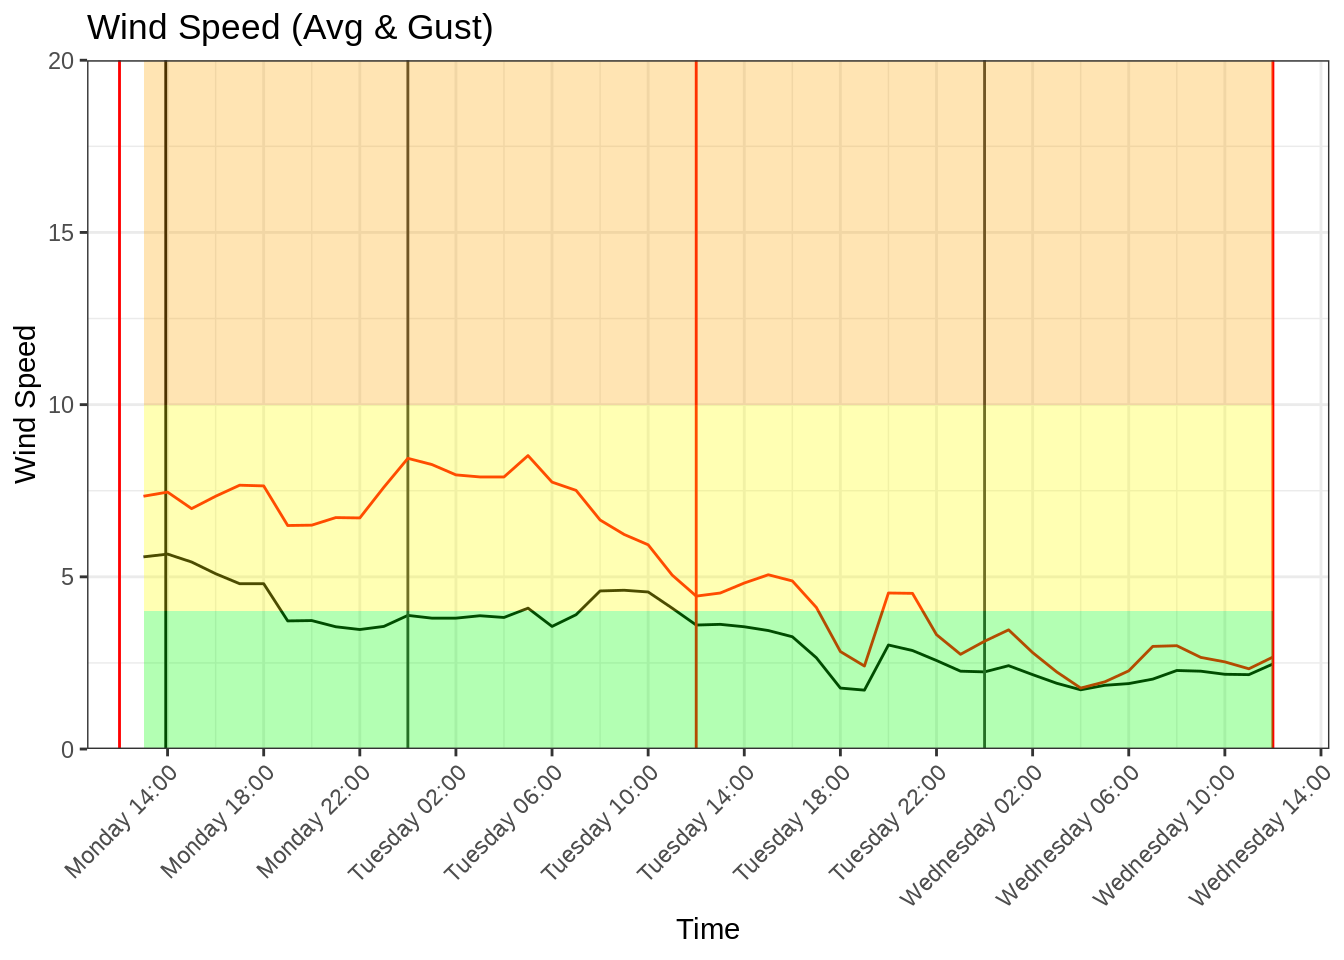 Wind Speed (Avg & Gust)
20
15
10
5
0
Wind Speed
Monday 14:00
Monday 18:00
Monday 22:00
Tuesday 02:00
Tuesday 06:00
Tuesday 10:00
Tuesday 14:00
Tuesday 18:00
Tuesday 22:00
Wednesday 02:00
Wednesday 06:00
Wednesday 10:00
Wednesday 14:00
Time